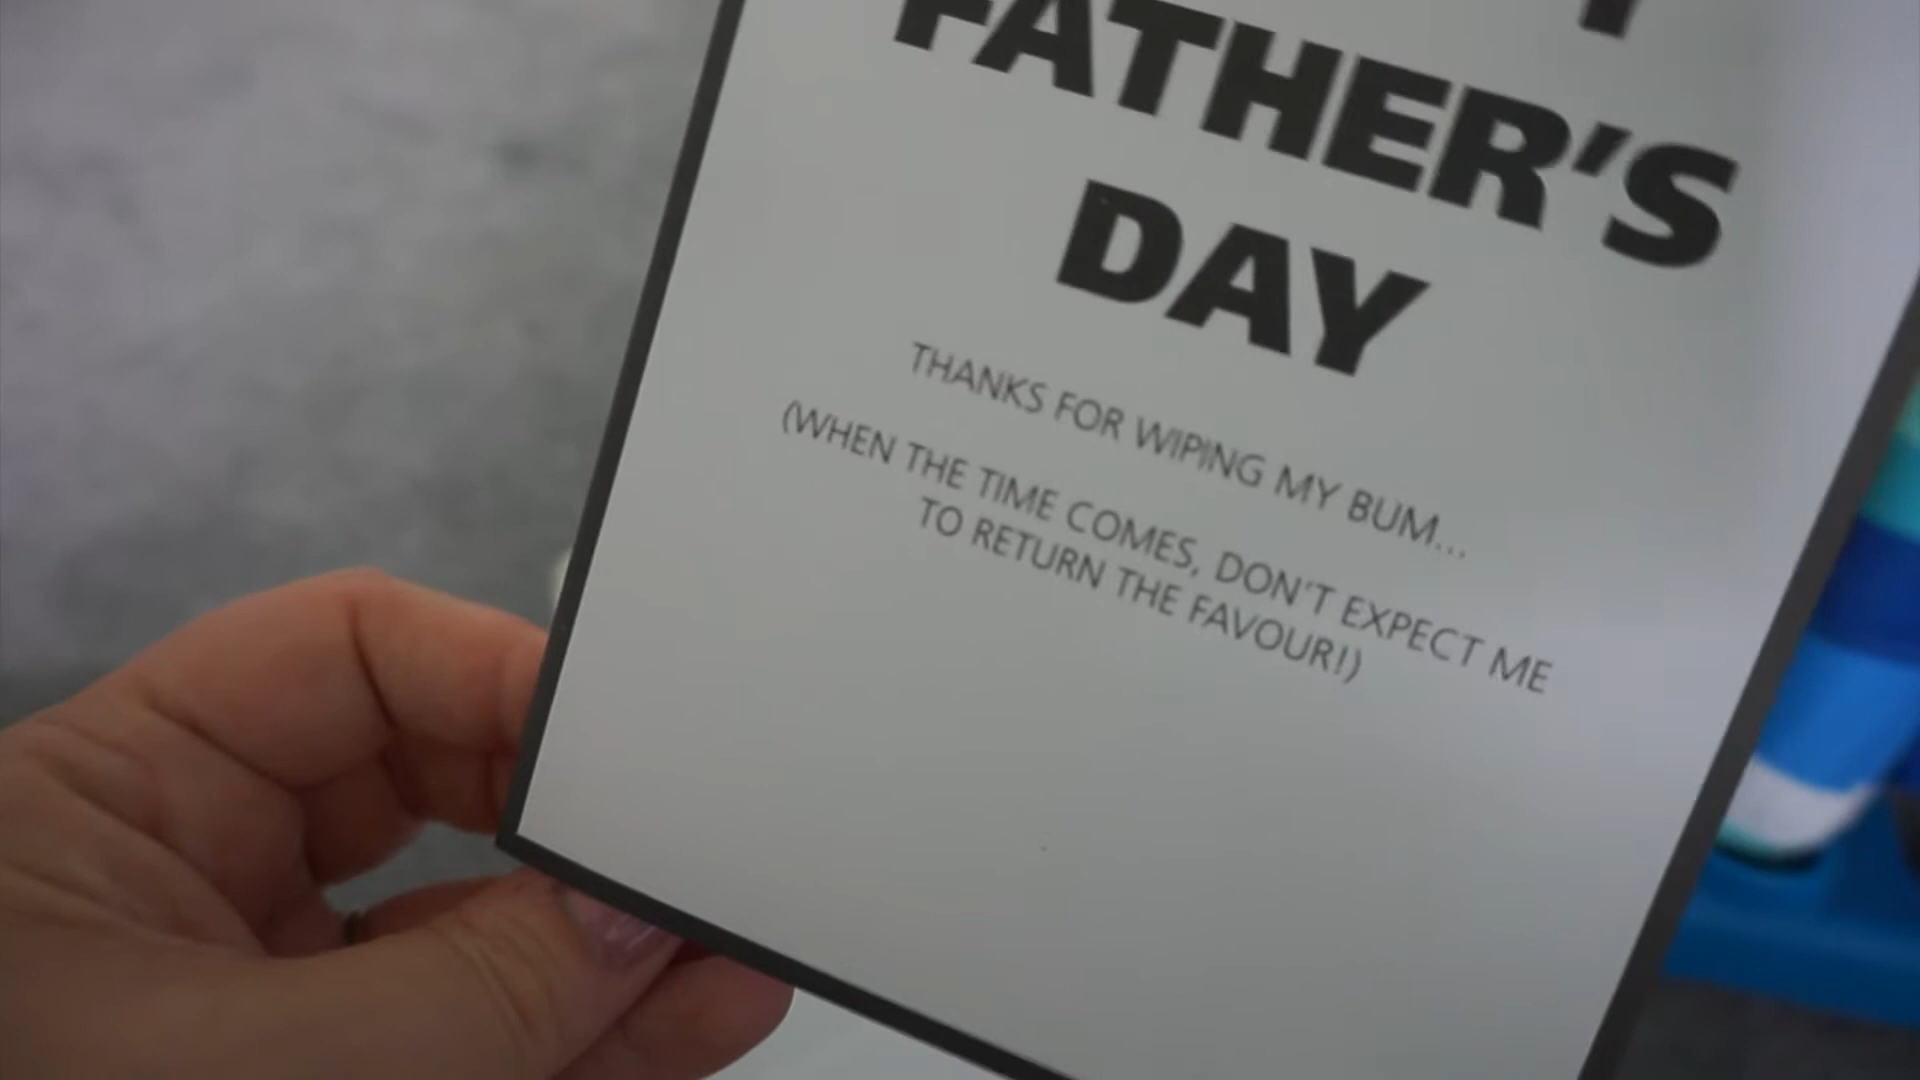 FATHER'S
DAY
THANKS FOR WIPING MY BUM...
(WHEN THE TIME COMES, DON'T EXPECT ME
TO RETURN THE FAVOUR!)